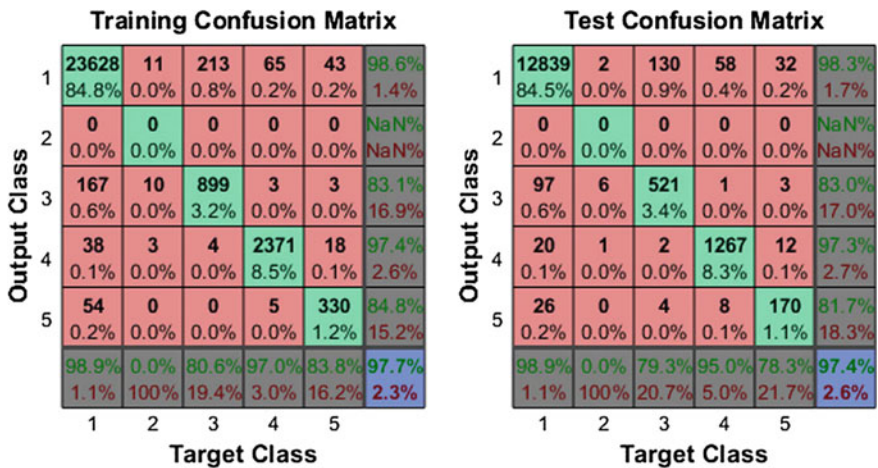 Training Confusion Matrix
1 23628 11 213 65 43 98.6%
84.8% 0.0% 0.8% 0.2% 0.2% 1.4%
2 0 0 0 0 0 NaN%
0.0% 0.0% 0.0% 0.0% 0.0% NaN%
3 167 10 899 3 3 83.1%
0.6% 0.0% 3.2% 0.0% 0.0% 16.9%
4 38 3 4 2371 18 97.4%
0.1% 0.0% 0.0% 8.5% 0.1% 2.6%
5 54 0 0 5 330 84.8%
0.2% 0.0% 0.0% 0.0% 1.2% 15.2%
98.9% 0.0% 80.6% 97.0% 83.8% 97.7%
1.1% 100% 19.4% 3.0% 16.2% 2.3%
1 2 3 4 5
Target Class
Output Class
Test Confusion Matrix
1 12839 2 130 58 32 98.3%
84.5% 0.0% 0.9% 0.4% 0.2% 1.7%
2 0 0 0 0 0 NaN%
0.0% 0.0% 0.0% 0.0% 0.0% NaN%
3 97 6 521 1 3 83.0%
0.6% 0.0% 3.4% 0.0% 0.0% 17.0%
4 20 1 2 1267 12 97.3%
0.1% 0.0% 0.0% 8.3% 0.1% 2.7%
5 26 0 4 8 170 81.7%
0.2% 0.0% 0.0% 0.1% 1.1% 18.3%
98.9% 0.0% 79.3% 95.0% 78.3% 97.4%
1.1% 100% 20.7% 5.0% 21.7% 2.6%
1 2 3 4 5
Target Class
Output Class